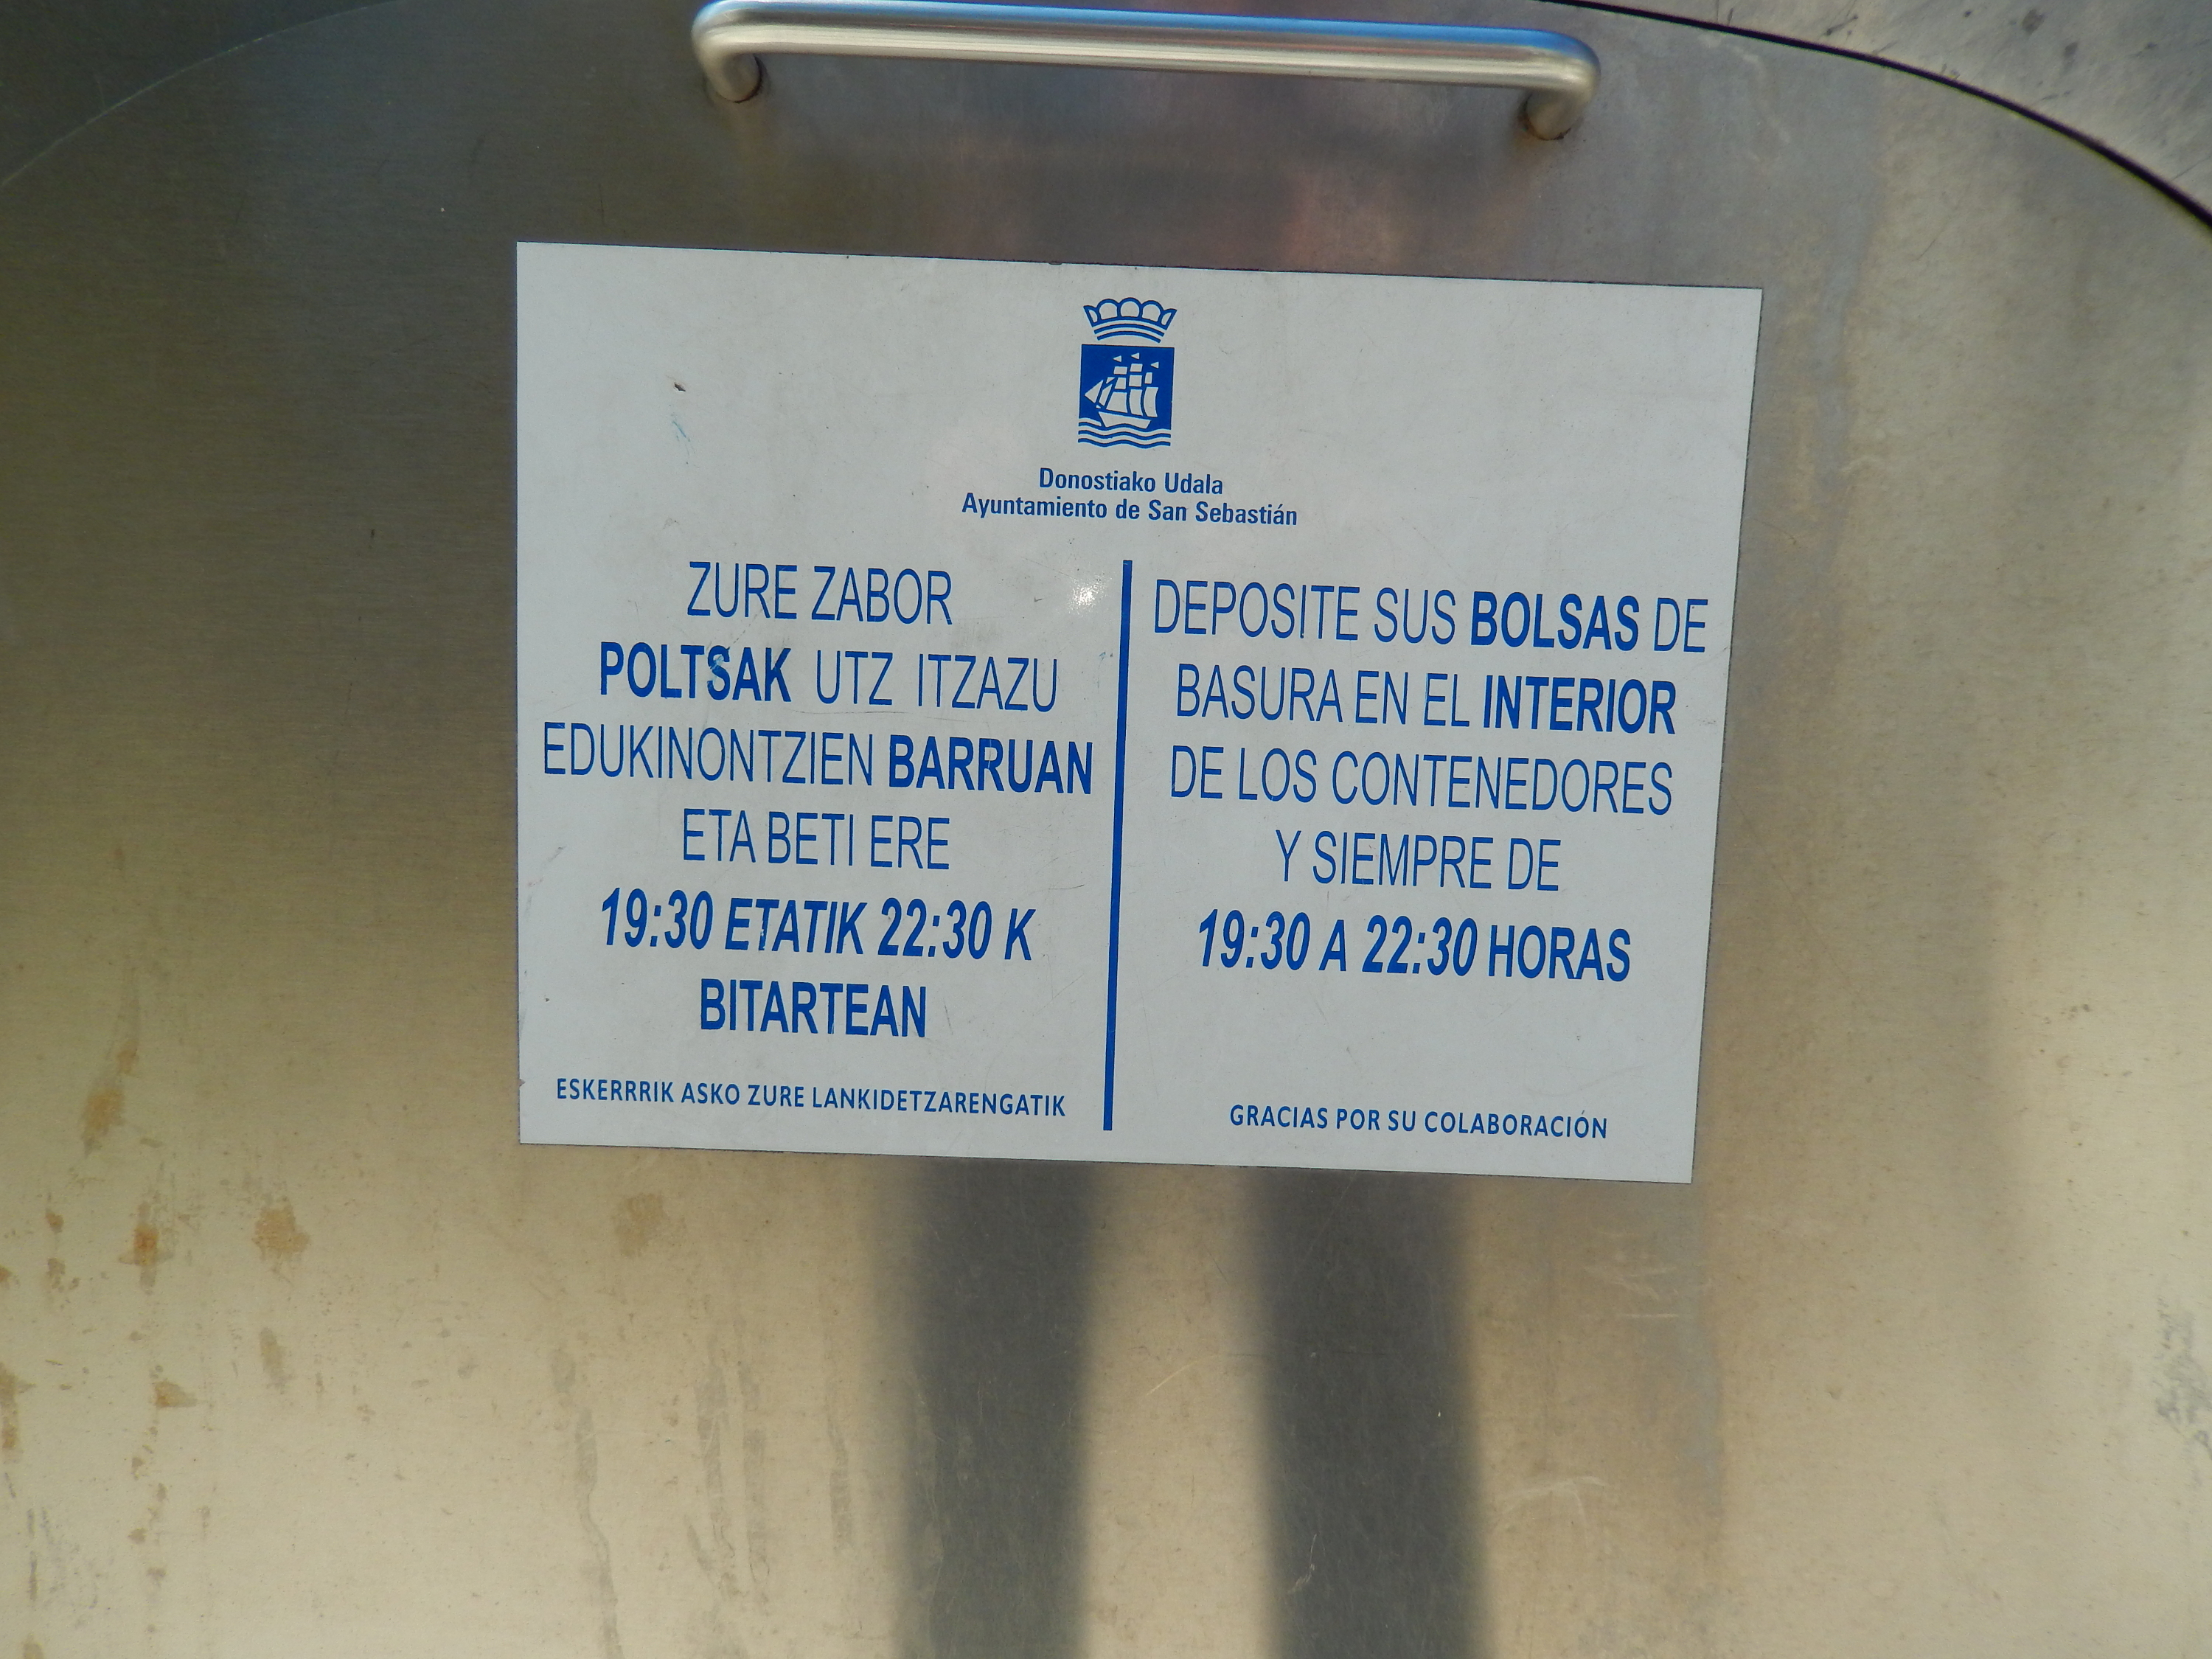 Donostiako Udala
Ayuntamiento de San Sebastián
ZURE ZABOR
POLTSAK UTZ ITZAZU
EDUKINONTZIEN BARRUAN
ETA BETI ERE
19:30 ETATIK 22:30 K
BITARTEAN
ESKERRRIK ASKO ZURE LANKIDETZARENGATIK
DEPOSITE SUS BOLSAS DE
BASURA EN EL INTERIOR
DE LOS CONTENEDORES
Y SIEMPRE DE
19:30 A 22:30 HORAS
GRACIAS POR SU COLABORACIÓN